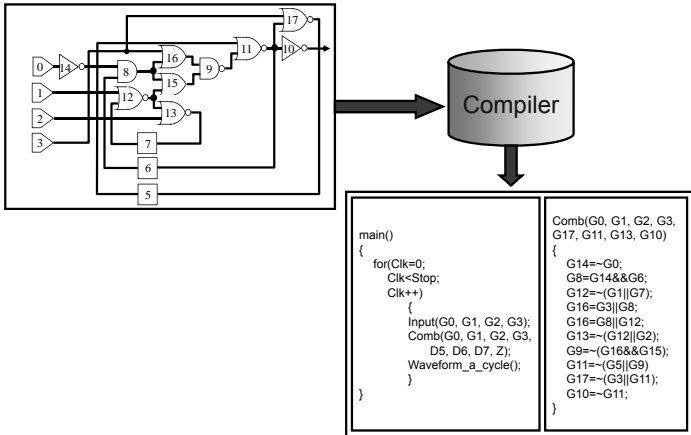 17
11
10
16
0
14
8
9
15
1
12
2
13
3
7
6
5
Compiler
main()
{
for(Clk=0;
Clk<Stop;
Clk++)
{
Input(G0, G1, G2, G3);
Comb(G0, G1, G2, G3,
D5, D6, D7, Z);
Waveform_a_cycle();
}
}
Comb(G0, G1, G2, G3,
G17, G11, G13, G10)
{
G14=~G0;
G8=G14&&G6;
G12=~(G1||G7);
G16=G3||G8;
G16=G8||G12;
G13=~(G12||G2);
G9=~(G16&&G15);
G11=~(G5||G9)
G17=~(G3||G11);
G10=~G11;
}